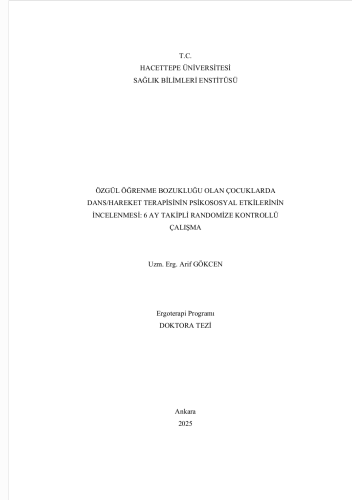 T.C.
HACETTEPE ÜNİVERSİTESİ
SAĞLIK BİLİMLERİ ENSTİTÜSÜ
ÖZGÜL ÖĞRENME BOZUKLUĞU OLAN ÇOCUKLARDA
DANS/HAREKET TERAPİSİNİN PSİKOSOSYAL ETKİLERİNİN
İNCELENMESİ: 6 AY TAKİPLİ RANDOMİZE KONTROLLÜ
ÇALIŞMA
Uzm. Erg. Arif GÖKCEN
Ergoterapi Programı
DOKTORA TEZİ
Ankara
2025